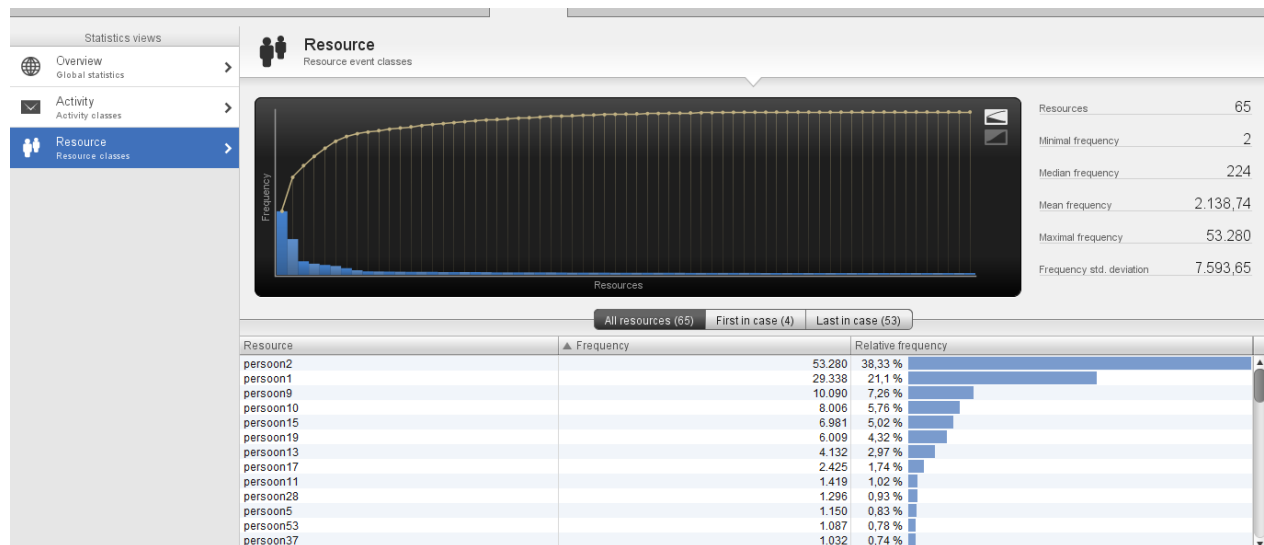 Statistics views
Overview
Global statistics
Activity
Activity classes
Resource
Resource classes
Resource
Resource event classes
Frequency
Resources
Resources 65
Minimal frequency 2
Median frequency 224
Mean frequency 2.138,74
Maximal frequency 53.280
Frequency std. deviation 7.593,65
All resources (65) First in case (4) Last in case (53)
Resource Frequency Relative frequency
persoon2 53.280 38,33 %
persoon1 29.338 21,1 %
persoon9 10.090 7,26 %
persoon10 8.006 5,76 %
persoon15 6.981 5,02 %
persoon19 6.009 4,32 %
persoon13 4.132 2,97 %
persoon17 2.425 1,74 %
persoon11 1.419 1,02 %
persoon28 1.296 0,93 %
persoon5 1.150 0,83 %
persoon53 1.087 0,78 %
persoon37 1.032 0,74 %